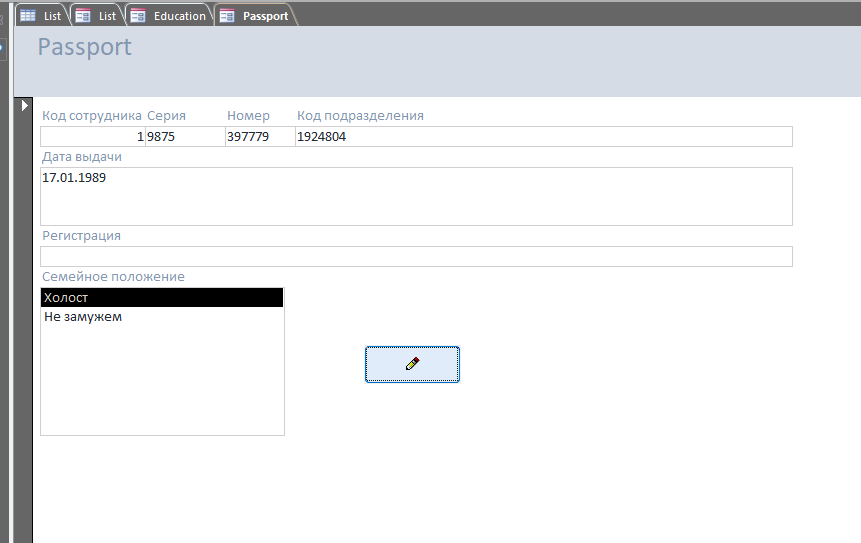 List List Education Passport
Passport
Код сотрудника Серия Номер Код подразделения
1 9875 397779 1924804
Дата выдачи
17.01.1989
Регистрация
Семейное положение
Холост
Не замужем